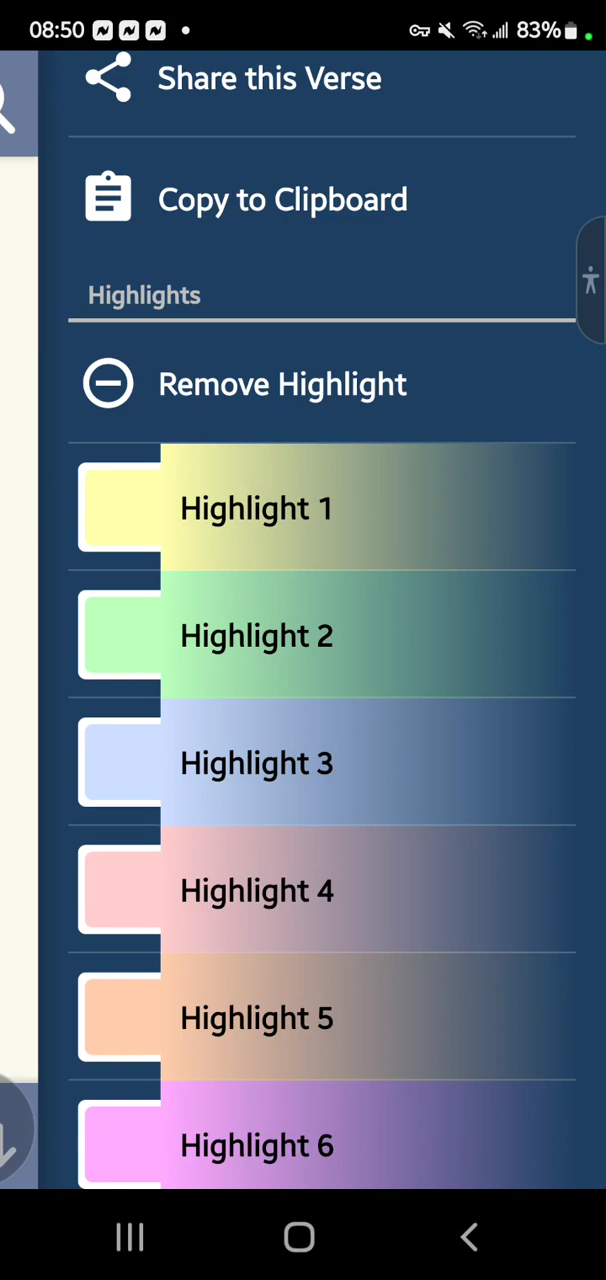 08:50
83%
Share this Verse
Copy to Clipboard
Highlights
Remove Highlight
Highlight 1
Highlight 2
Highlight 3
Highlight 4
Highlight 5
Highlight 6